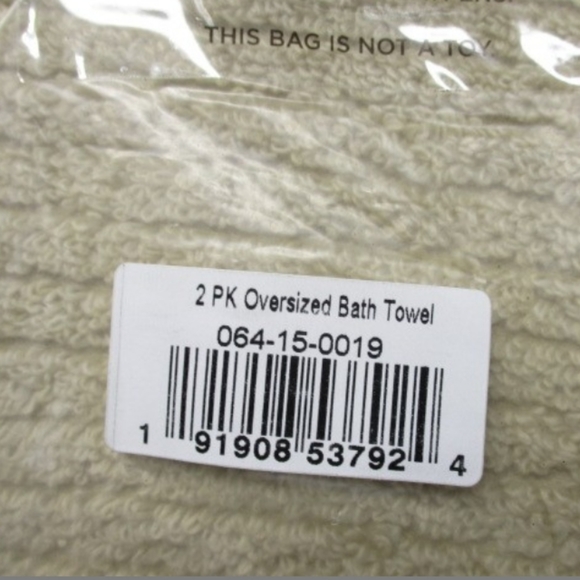 THIS BAG IS NOT A TOY
2 PK Oversized Bath Towel
064-15-0019
1 91908 53792 4